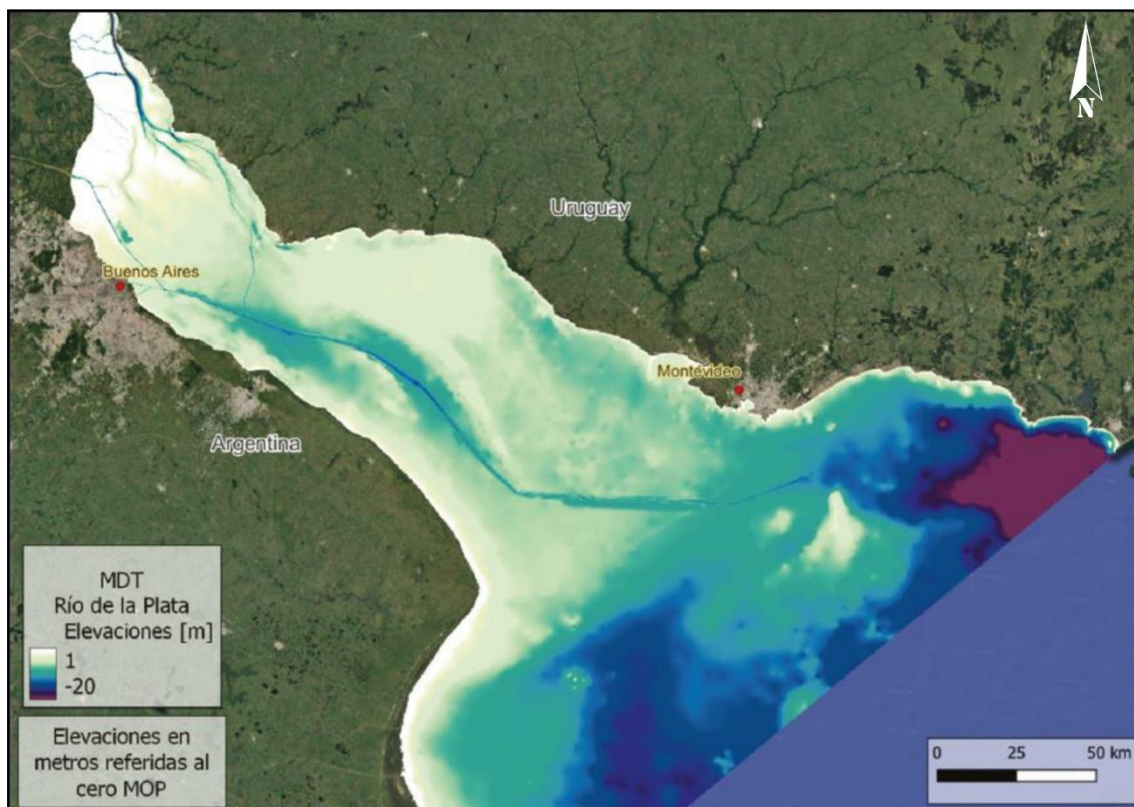 N
Uruguay
Buenos Aires
Montevideo
Argentina
MDT
Río de la Plata
Elevaciones [m]
1
-20
Elevaciones en
metros referidas al
cero MOP
0 25 50 km